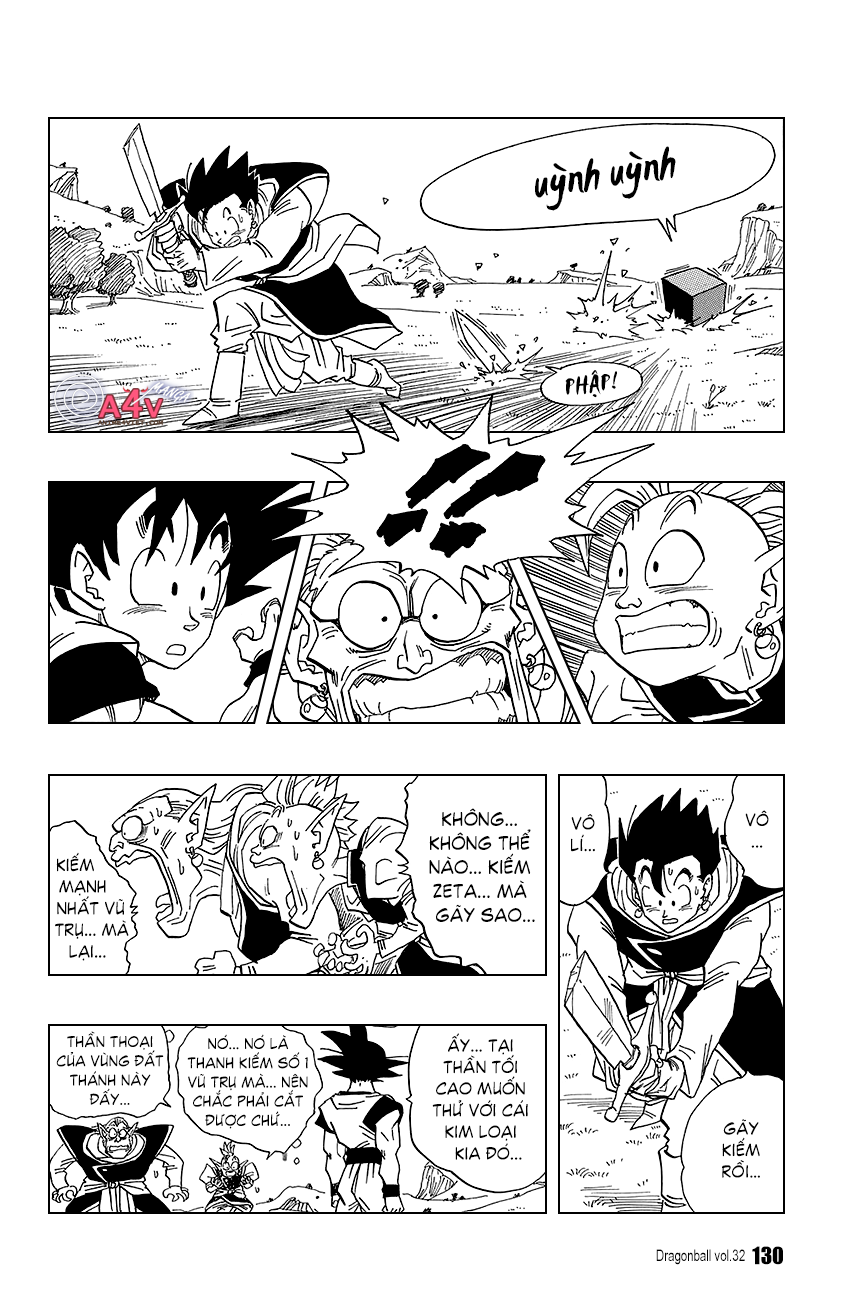 uỳnh uỳnh
PHẬP!
A4V
ANIME4VIET.COM
!!
VÔ
...
VÔ
LÍ...
GÃY
KIẾM
RỒI...
KHÔNG...
KHÔNG THỂ
NÀO... KIẾM
ZETA... MÀ
GÃY SAO...
KIẾM
MẠNH
NHẤT VŨ
TRỤ... MÀ
LẠI...
ẤY... TẠI
THẦN TỐI
CAO MUỐN
THỬ VỚI CÁI
KIM LOẠI
KIA ĐÓ...
NÓ... NÓ LÀ
THANH KIẾM SỐ 1
VŨ TRỤ MÀ... NÊN
CHẮC PHẢI CẮT
ĐƯỢC CHỨ...
THẦN THOẠI
CỦA VÙNG ĐẤT
THÁNH NÀY
ĐẤY...
Dragonball vol.32 130